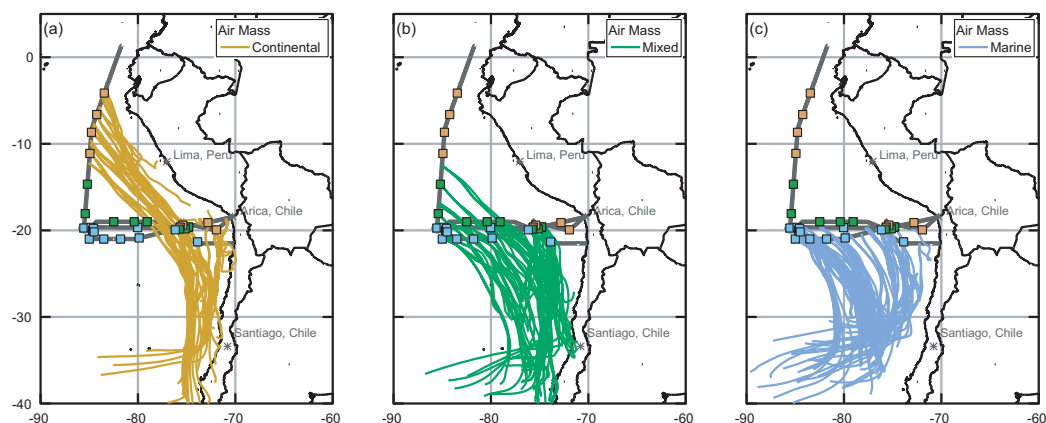 (a)
Air Mass
Continental
(b)
Air Mass
Mixed
(c)
Air Mass
Marine
0
-10
-20
-30
-40
Lima, Peru
Arica, Chile
Santiago, Chile
Lima, Peru
Arica, Chile
Santiago, Chile
Lima, Peru
Arica, Chile
Santiago, Chile
-90
-80
-70
-60
-90
-80
-70
-60
-90
-80
-70
-60